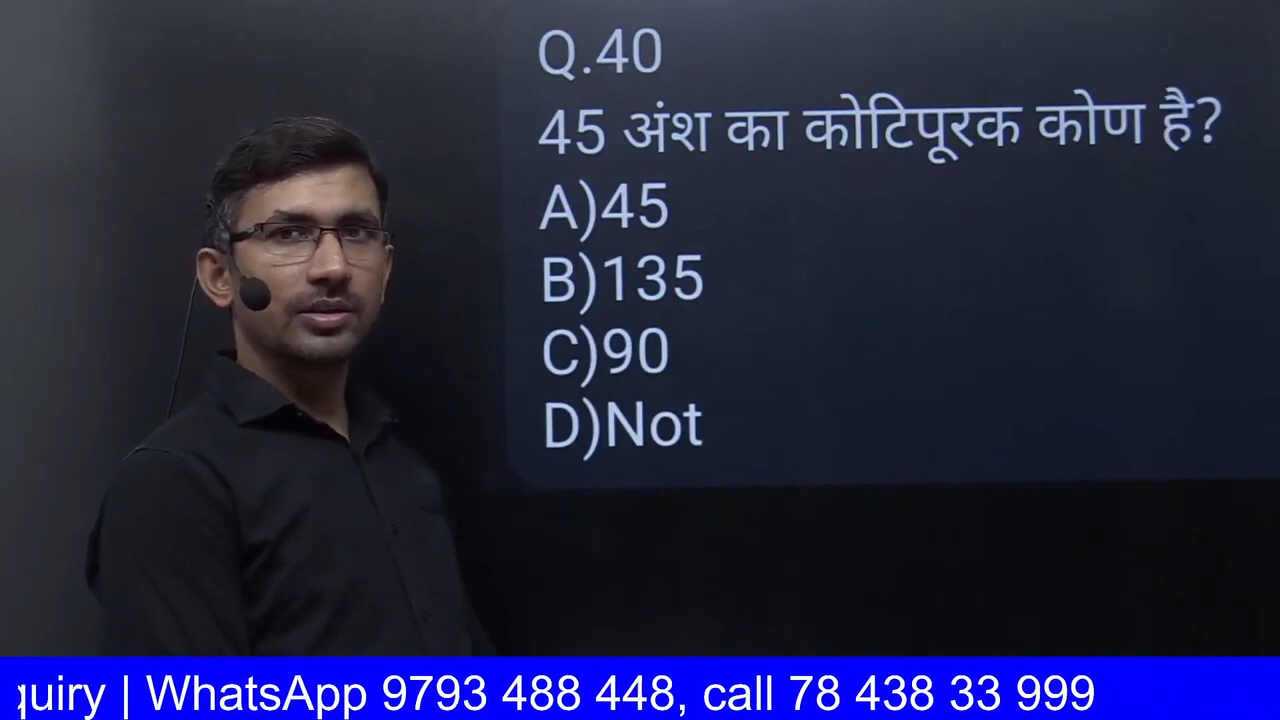 Q.40
45 अंश का कोटिपूरक कोण है?
A)45
B)135
C)90
D)Not
quiry | WhatsApp 9793 488 448, call 78 438 33 999